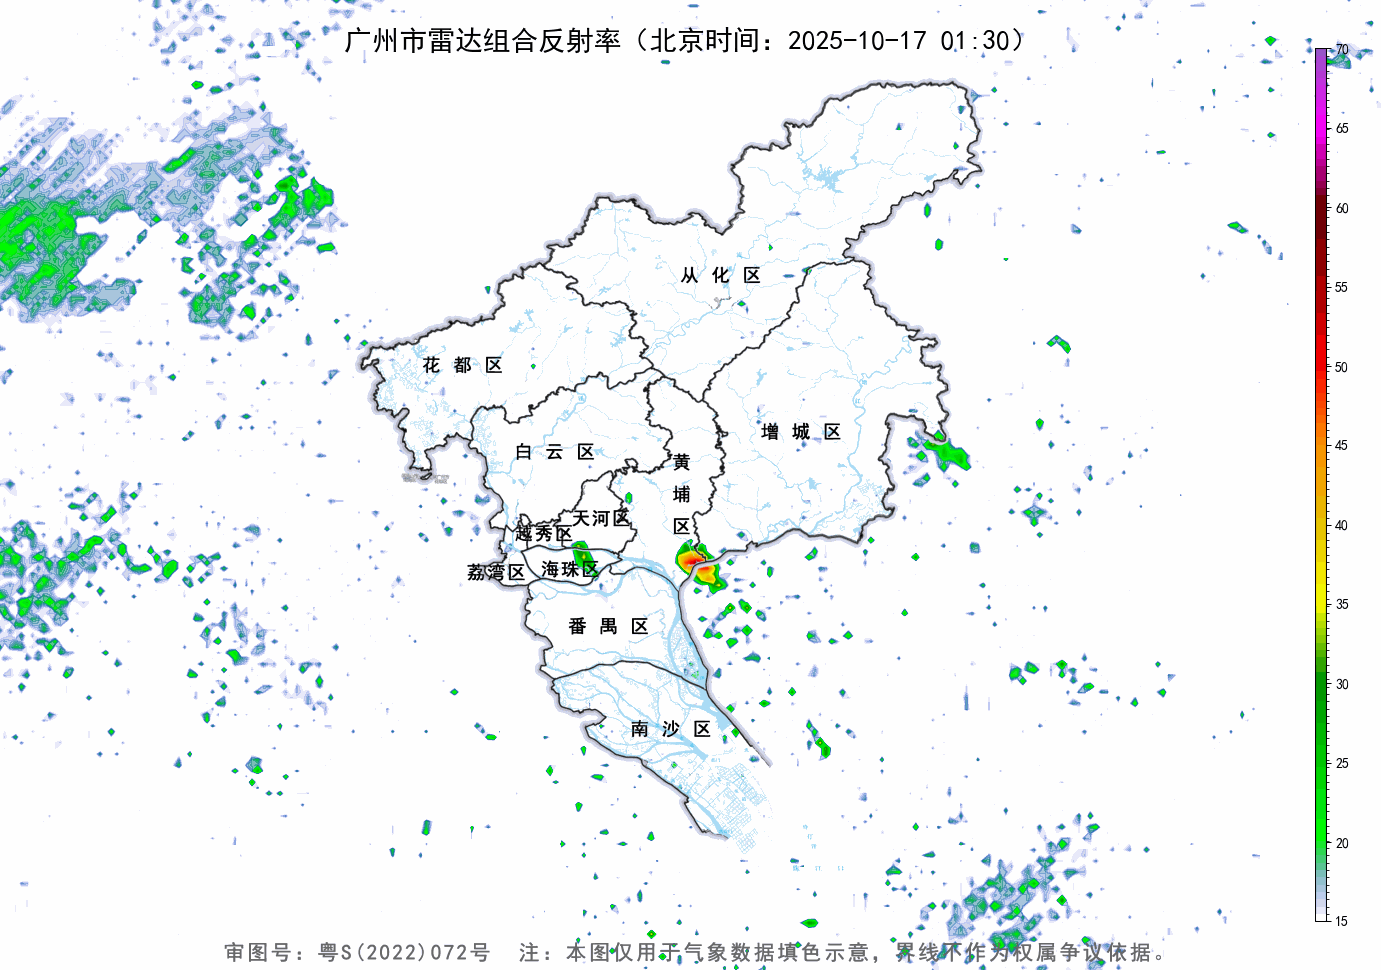 广州市雷达组合反射率（北京时间：2025-10-17 01:30）
70
65
60
55
50
45
40
35
30
25
20
15
从化区
花都区
增城区
白云区
黄埔区
天河区
越秀区
荔湾区
海珠区
番禺区
南沙区
审图号：粤S(2022)072号 注：本图仅用于气象数据填色示意，界线不作为权属争议依据。